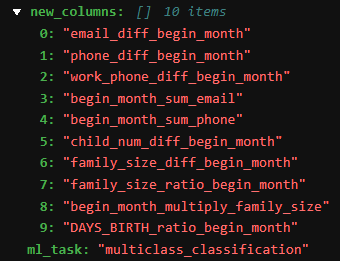 new_columns: [] 10 items
0: "email_diff_begin_month"
1: "phone_diff_begin_month"
2: "work_phone_diff_begin_month"
3: "begin_month_sum_email"
4: "begin_month_sum_phone"
5: "child_num_diff_begin_month"
6: "family_size_diff_begin_month"
7: "family_size_ratio_begin_month"
8: "begin_month_multiply_family_size"
9: "DAYS_BIRTH_ratio_begin_month"
ml_task: "multiclass_classification"